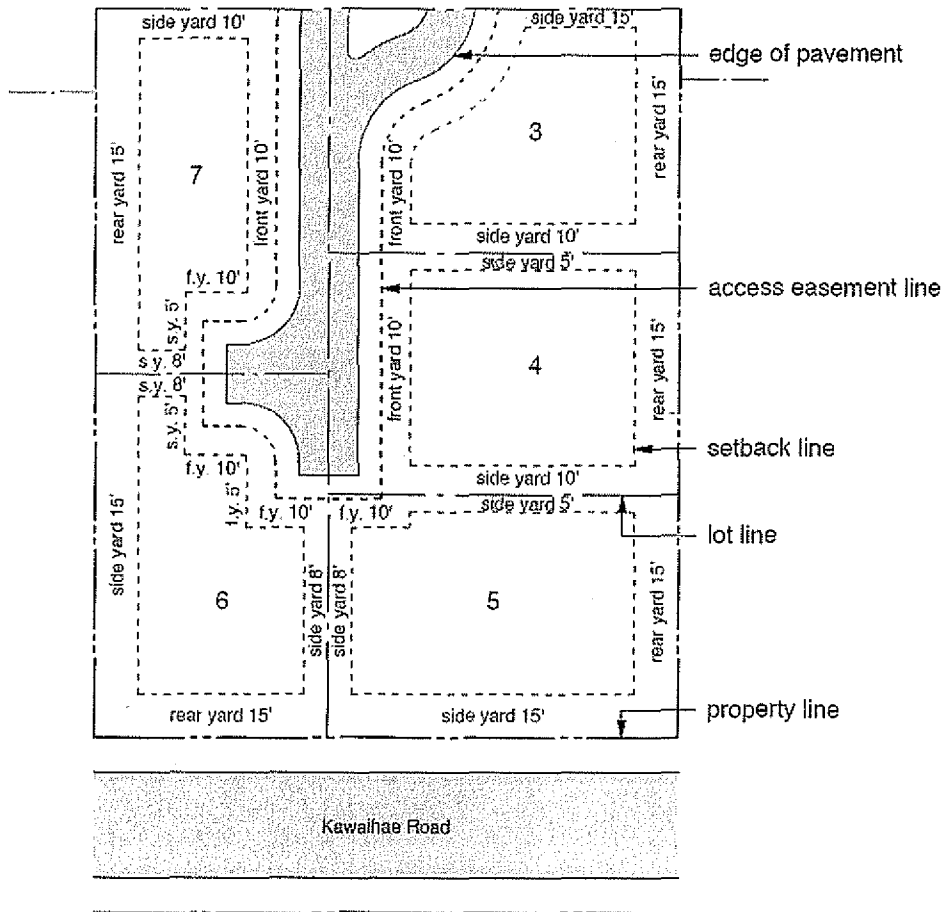 side yard 10'
side yard 15'
edge of pavement
rear yard 15'
7
front yard 10'
front yard 10'
3
rear yard 15'
side yard 10'
side yard 5'
f.y. 10'
s.y. 5'
access easement line
s.y. 8'
s.y. 8'
front yard 10'
4
rear yard 15'
s.y. 5'
setback line
f.y. 10'
side yard 10'
f.y. 5'
side yard 5'
f.y. 10'
f.y. 10'
lot line
side yard 15'
6
side yard 8'
side yard 8'
5
rear yard 15'
rear yard 15'
side yard 15'
property line
Kawaihae Road